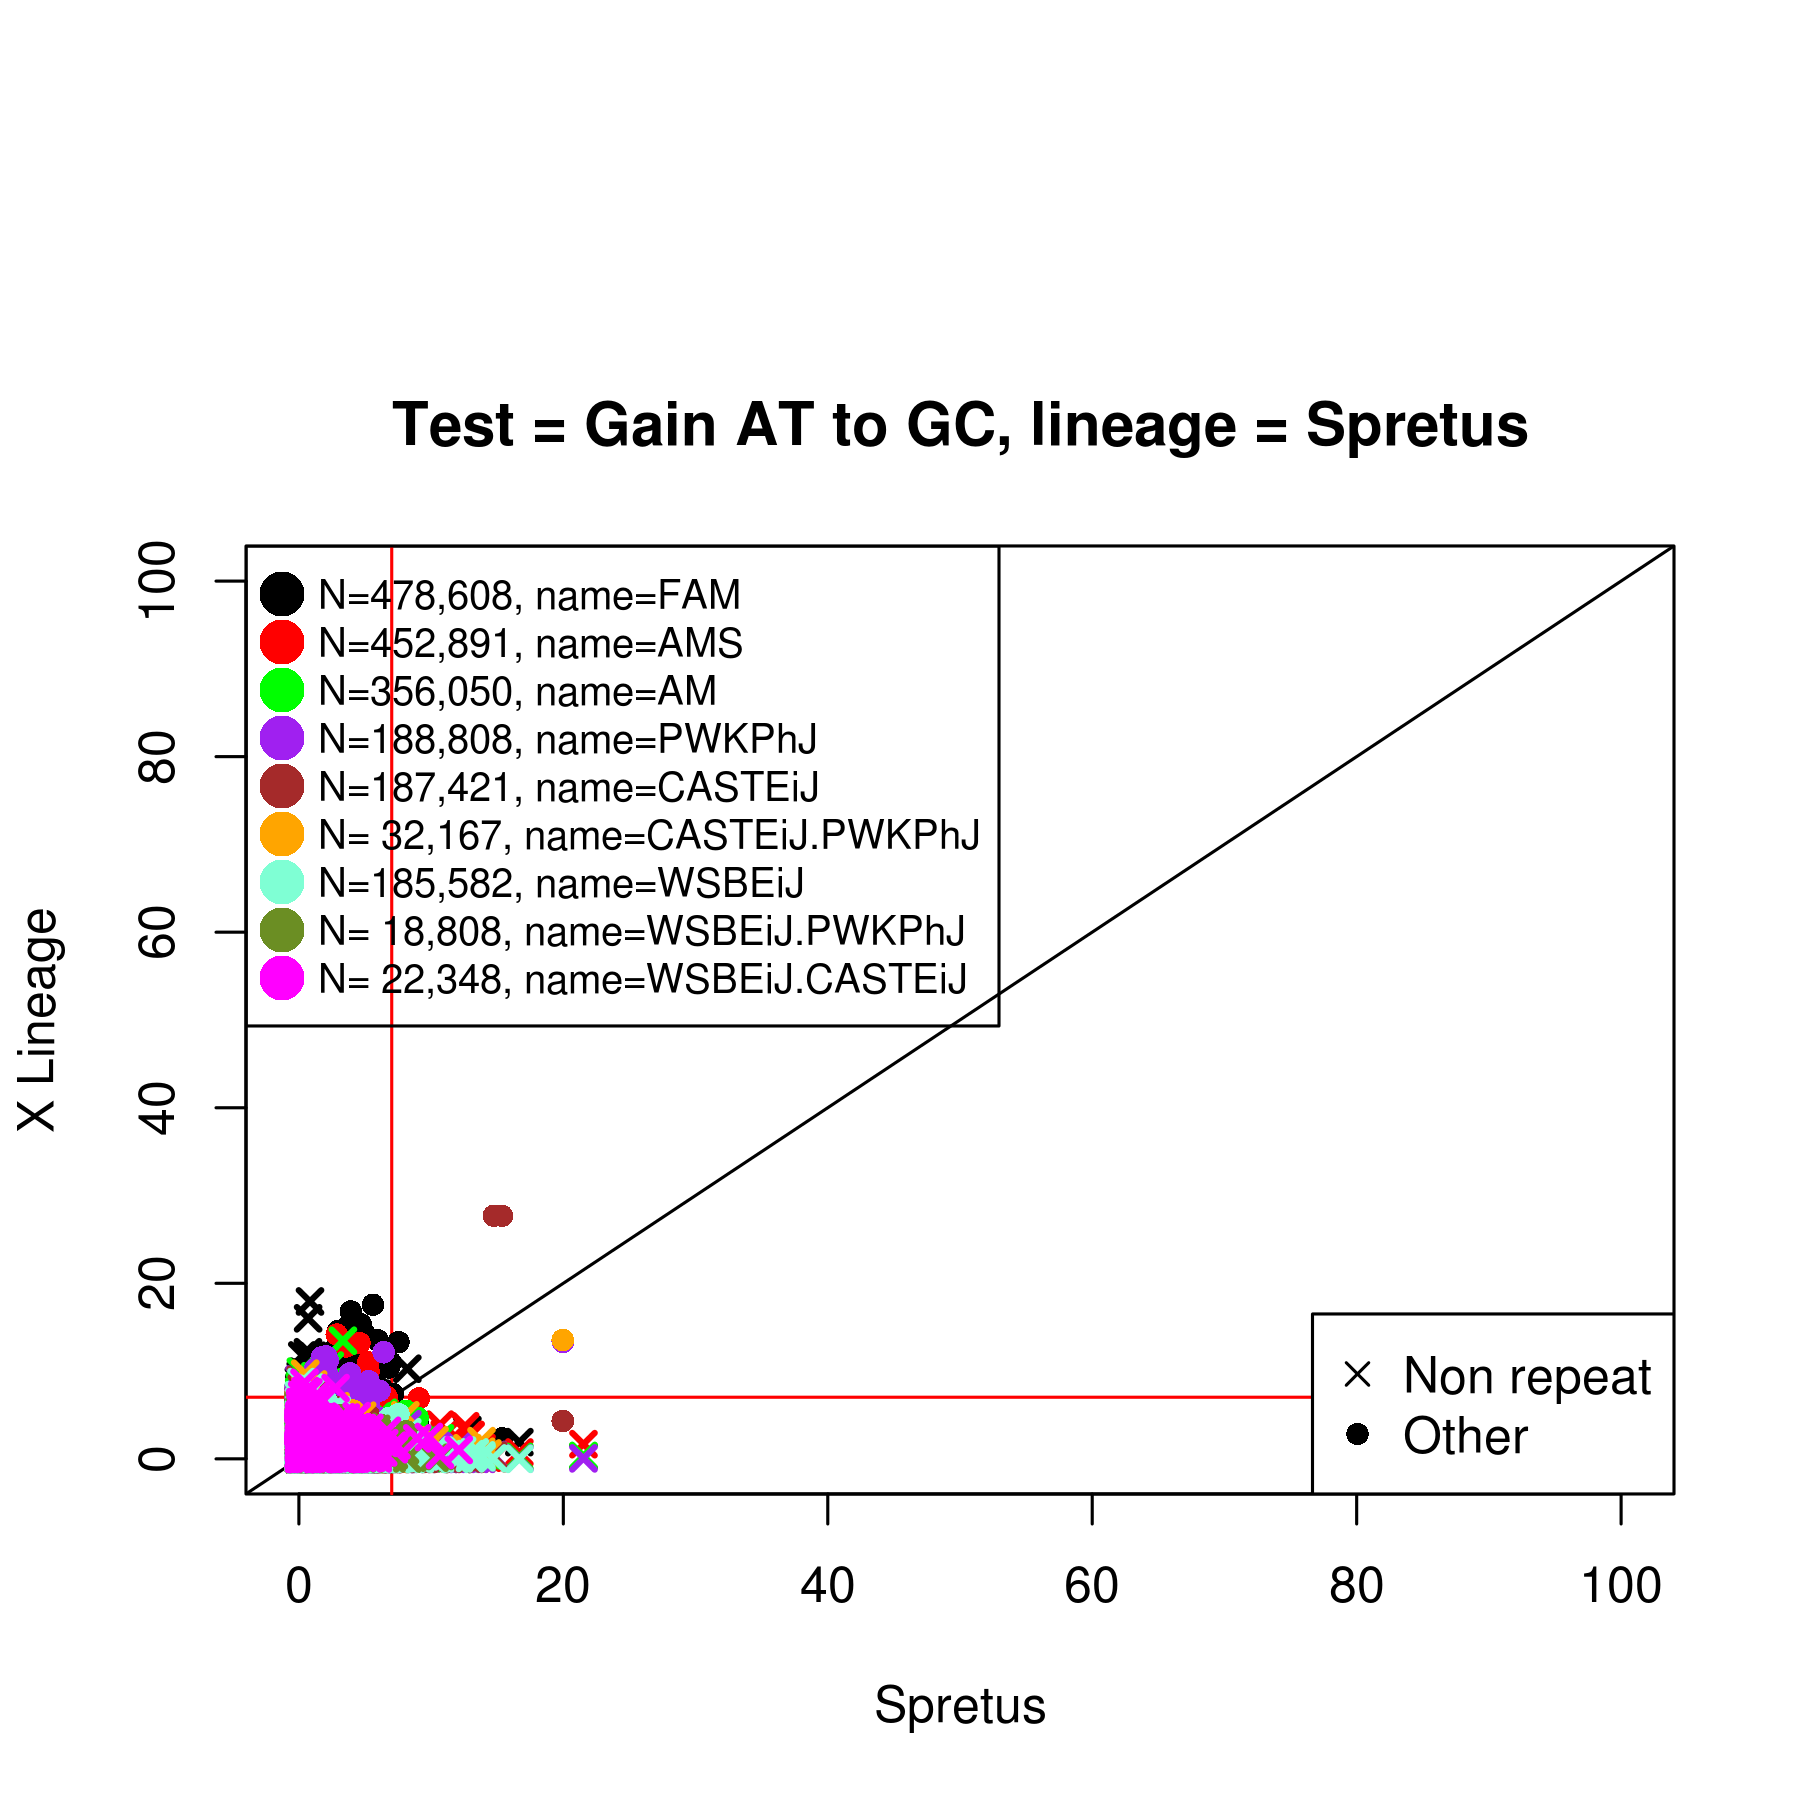 Test = Gain AT to GC, lineage = Spretus
N=478,608, name=FAM
N=452,891, name=AMS
N=356,050, name=AM
N=188,808, name=PWKPhJ
N=187,421, name=CASTEiJ
N= 32,167, name=CASTEiJ.PWKPhJ
N=185,582, name=WSBEiJ
N= 18,808, name=WSBEiJ.PWKPhJ
N= 22,348, name=WSBEiJ.CASTEiJ
100
80
60
40
20
0
X Lineage
Non repeat
Other
0 20 40 60 80 100
Spretus